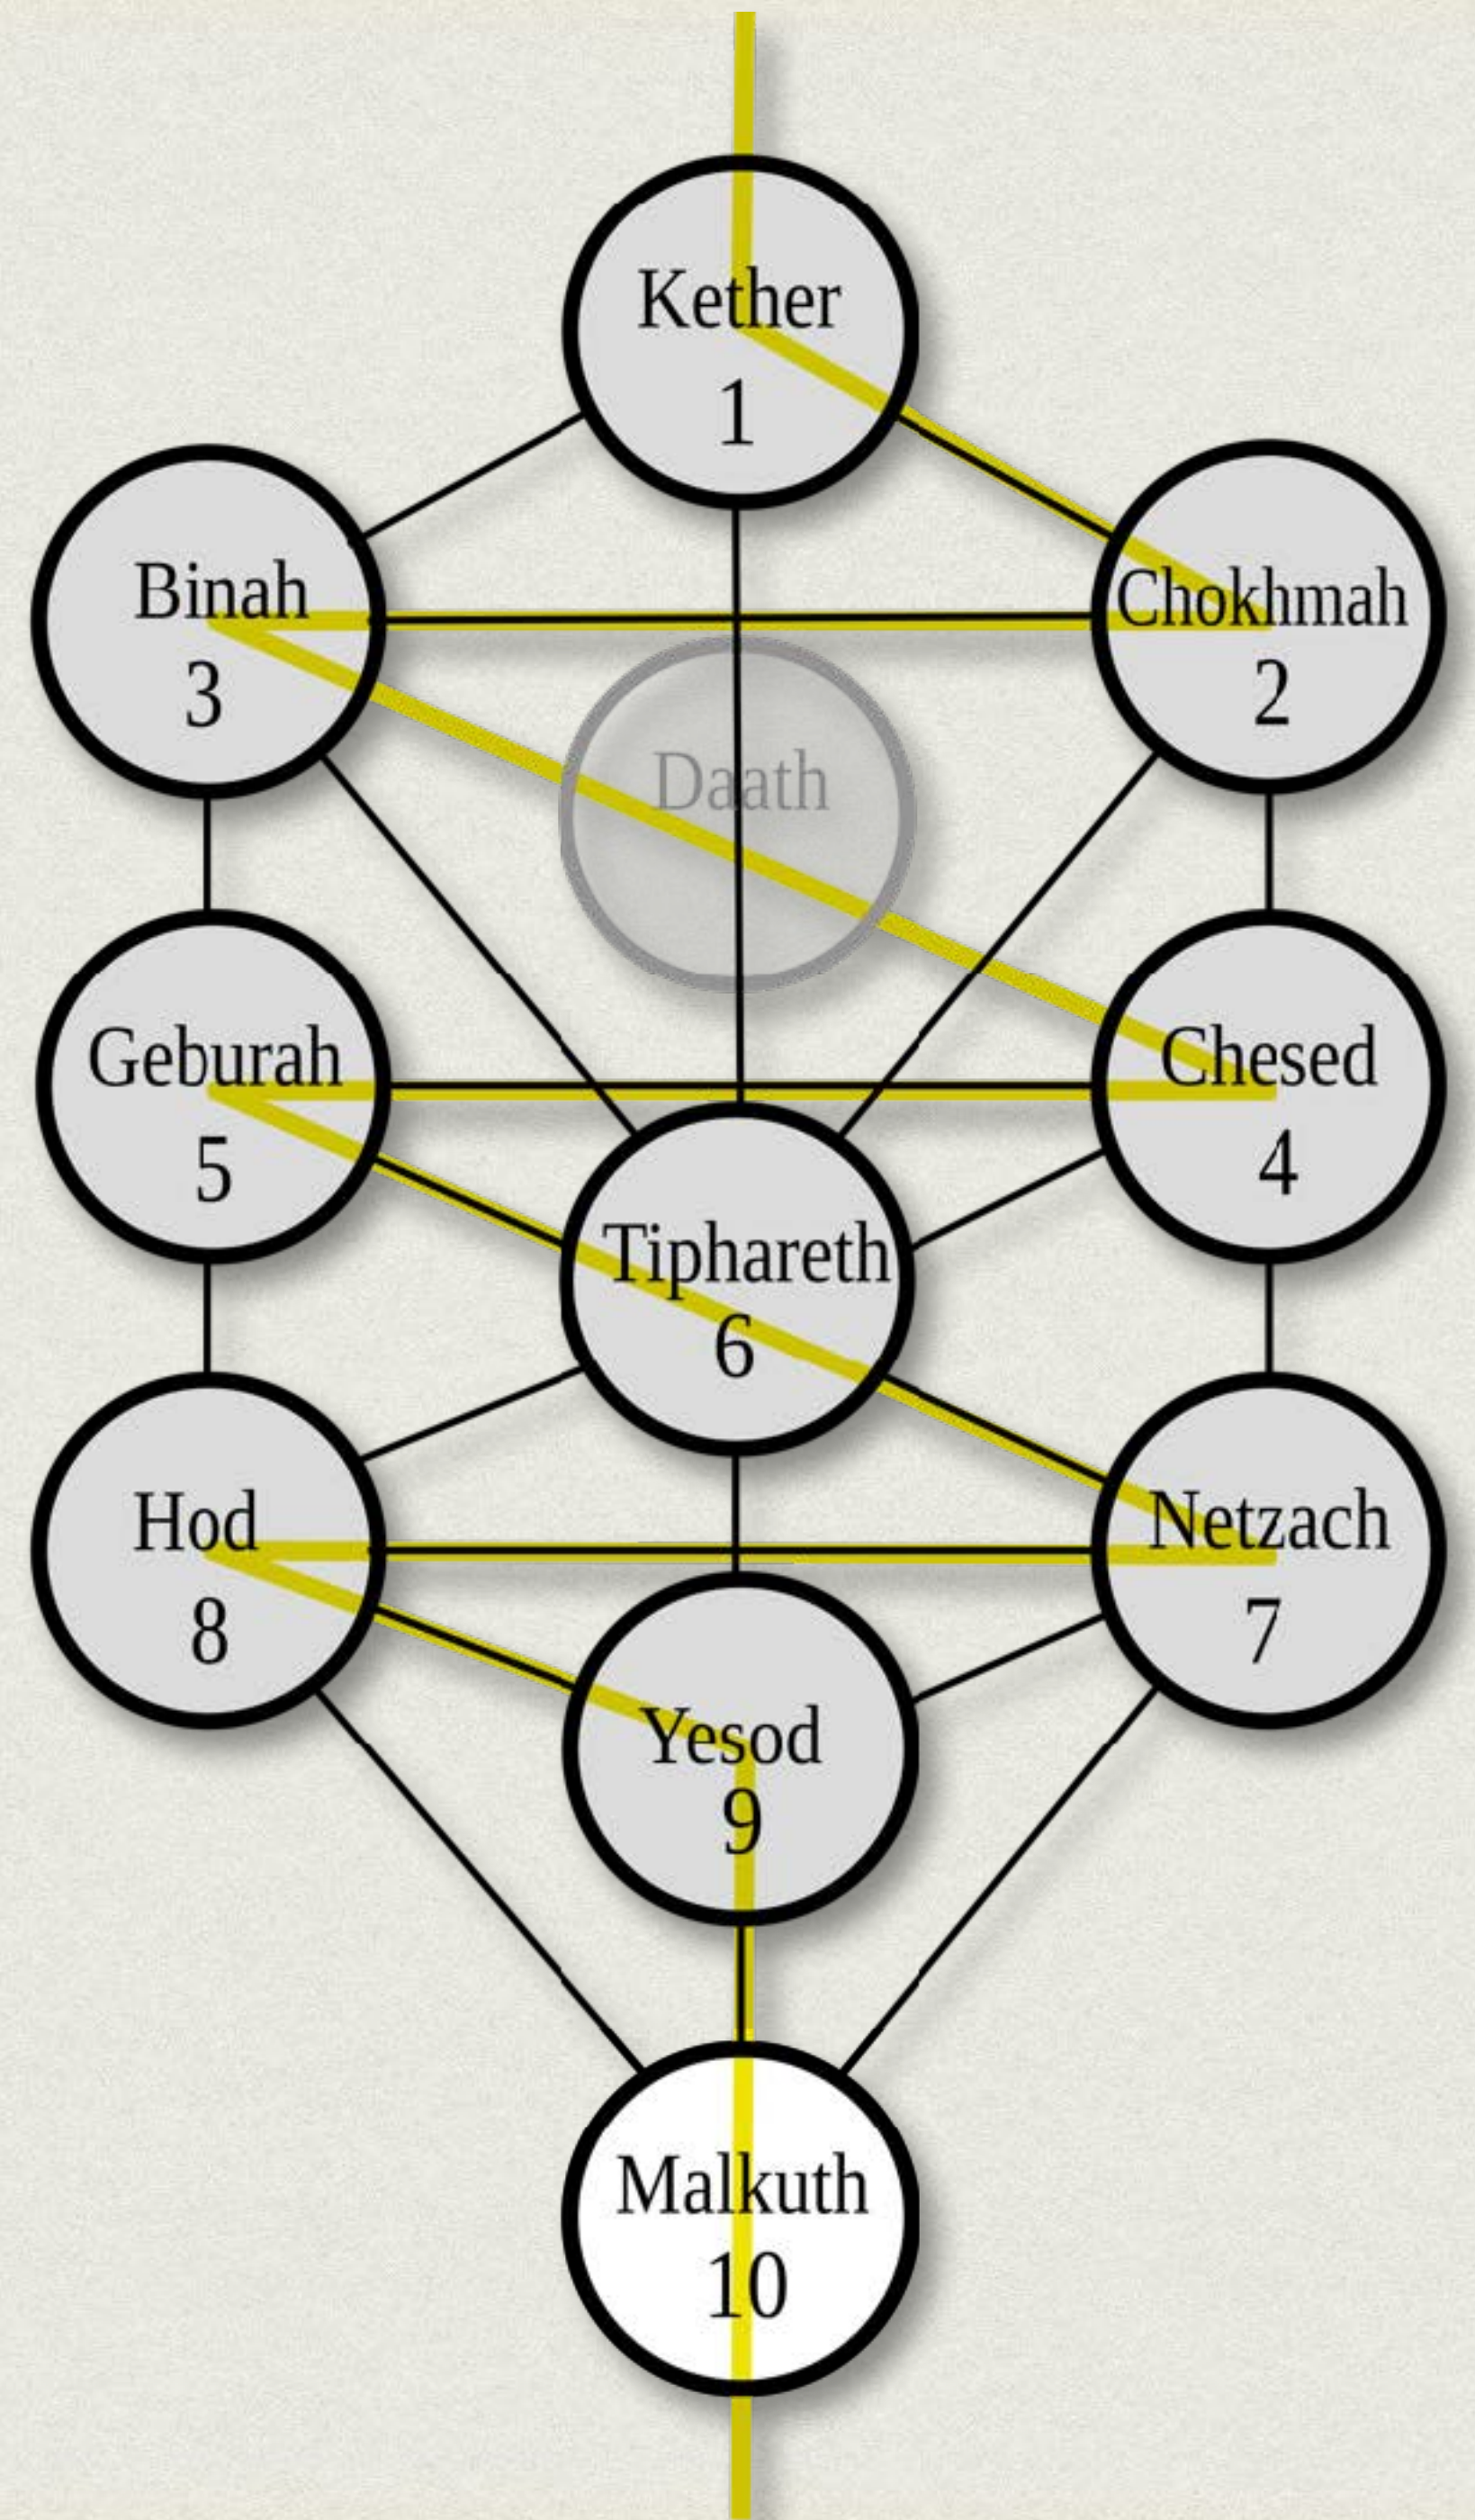 Kether
1
Chokhmah
2
Binah
3
Daath
Chesed
4
Geburah
5
Tiphareth
6
Netzach
7
Hod
8
Yesod
9
Malkuth
10